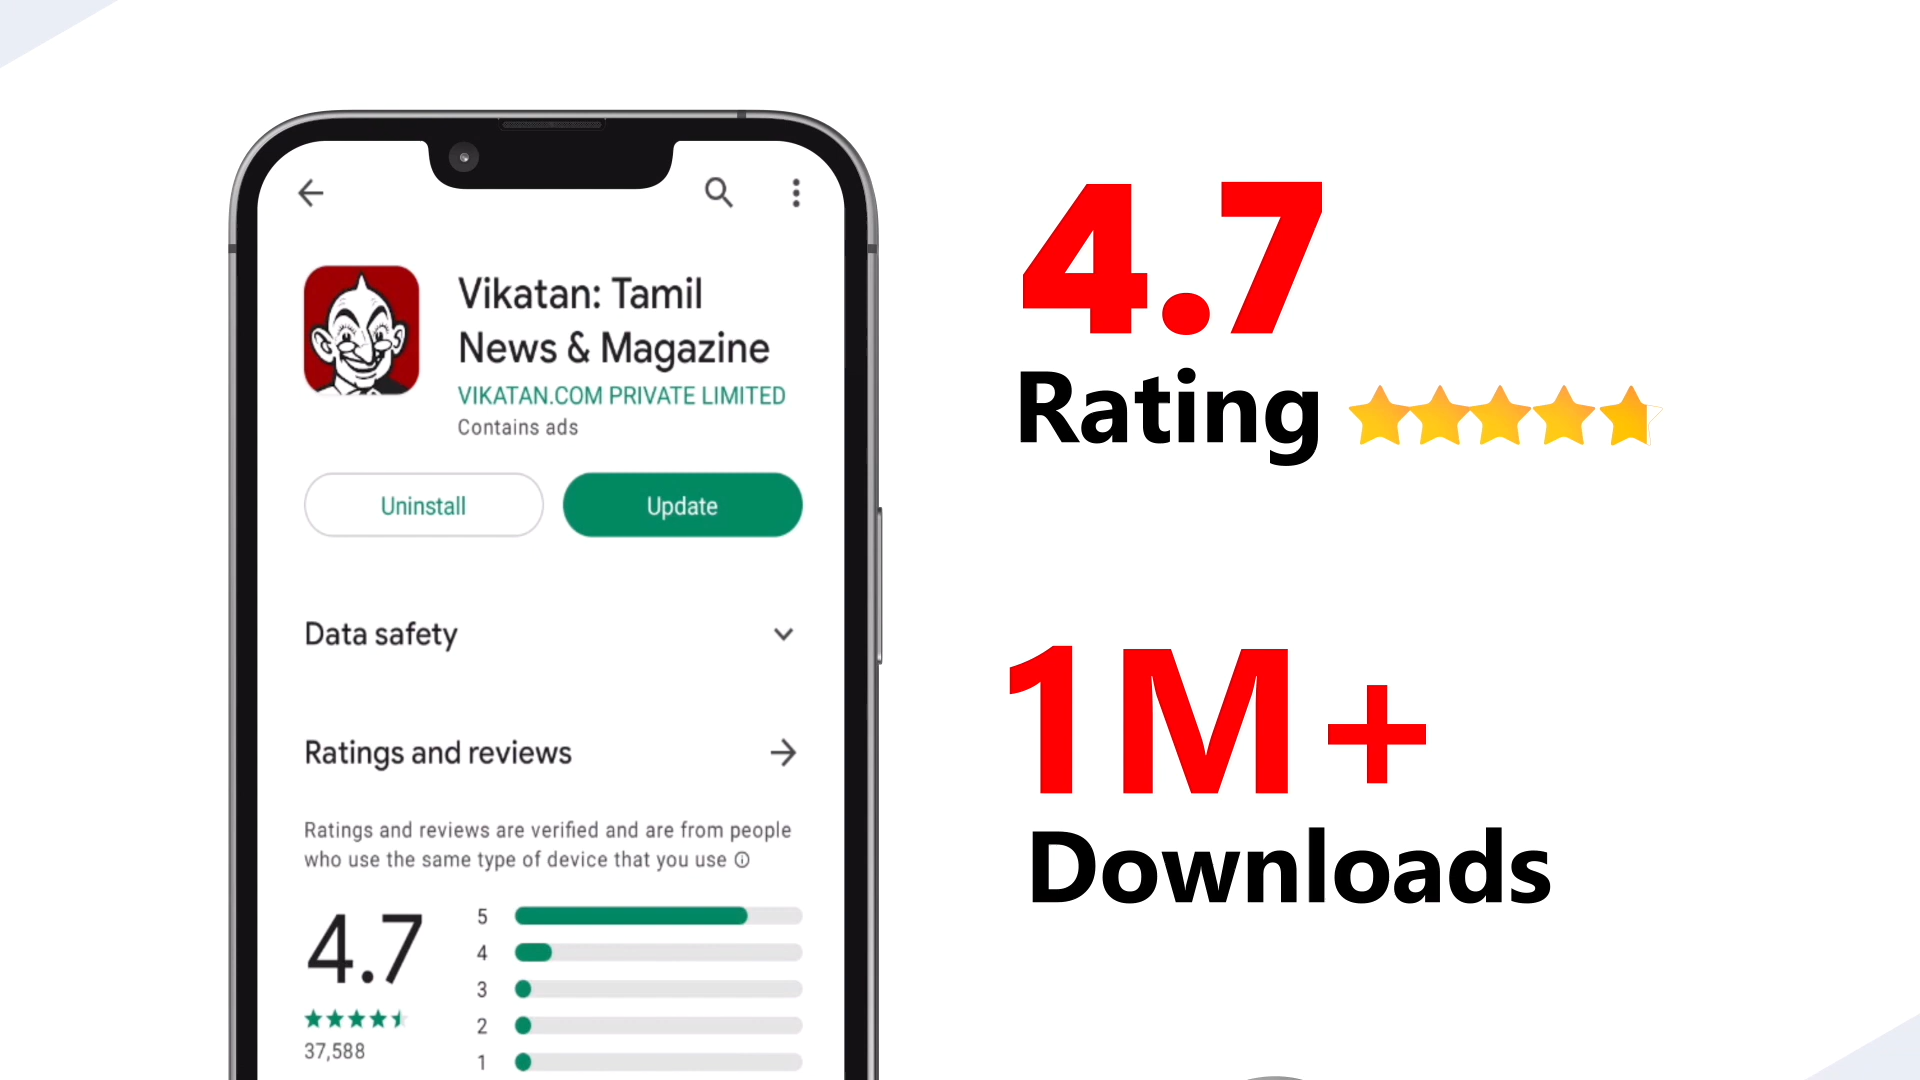 Vikatan: Tamil
News & Magazine
VIKATAN.COM PRIVATE LIMITED
Contains ads
Uninstall
Update
Data safety
Ratings and reviews
Ratings and reviews are verified and are from people
who use the same type of device that you use
4.7
37,588
5
4
3
2
1
4.7
Rating
1M+
Downloads